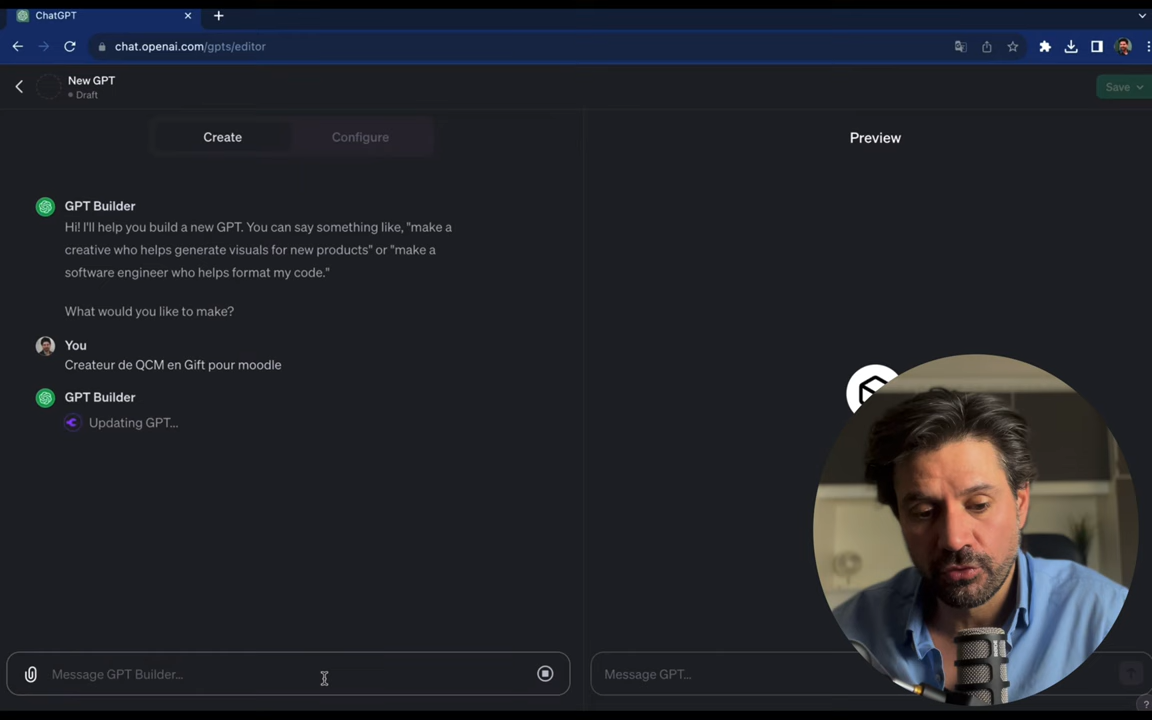 ChatGPT
chat.openai.com/gpts/editor
New GPT
Draft
Save
Create
Configure
Preview
GPT Builder
Hi! I'll help you build a new GPT. You can say something like, "make a
creative who helps generate visuals for new products" or "make a
software engineer who helps format my code."
What would you like to make?
You
Createur de QCM en Gift pour moodle
GPT Builder
Updating GPT...
Message GPT Builder...
Message GPT...
?